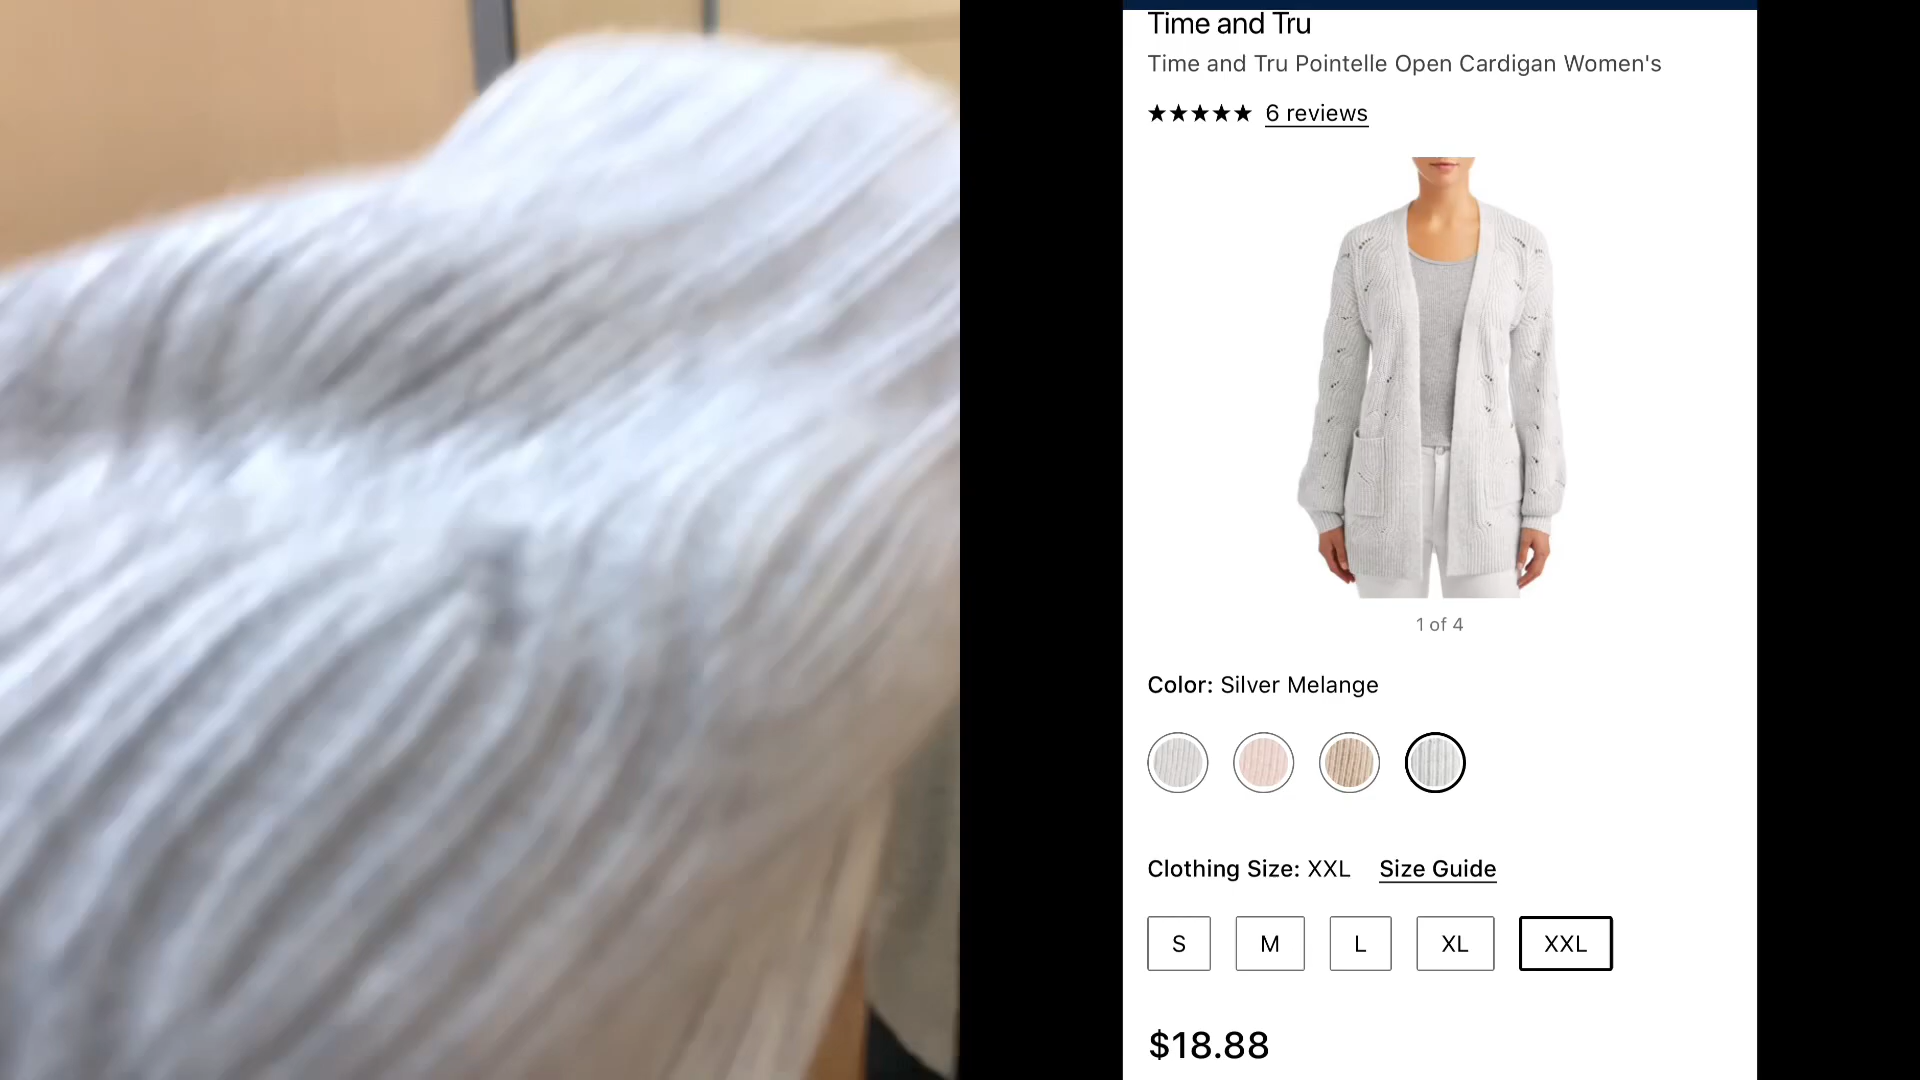 Time and Tru
Time and Tru Pointelle Open Cardigan Women's
★★★★★ 6 reviews
1 of 4
Color: Silver Melange
Clothing Size: XXL Size Guide
S M L XL XXL
$18.88